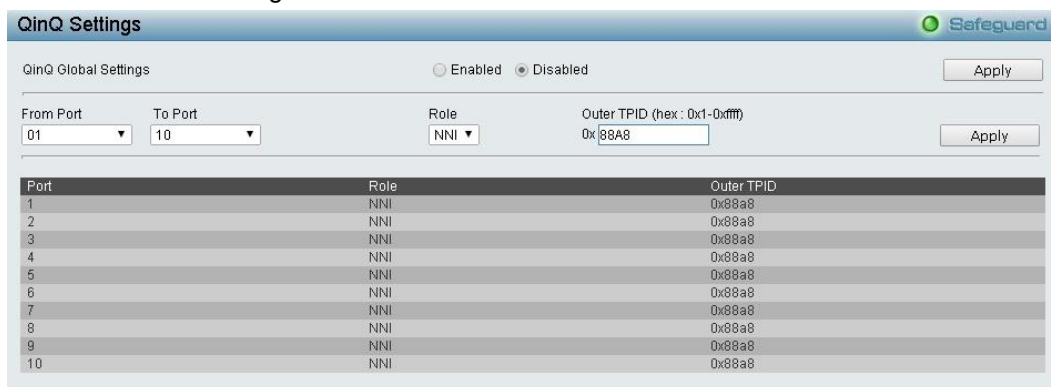 QinQ Settings Safeguard
QinQ Global Settings Enabled Disabled Apply
From Port To Port Role Outer TPID (hex : 0x1-0xffff)
01 10 NNI 0x 88A8 Apply
Port Role Outer TPID
1 NNI 0x88a8
2 NNI 0x88a8
3 NNI 0x88a8
4 NNI 0x88a8
5 NNI 0x88a8
6 NNI 0x88a8
7 NNI 0x88a8
8 NNI 0x88a8
9 NNI 0x88a8
10 NNI 0x88a8